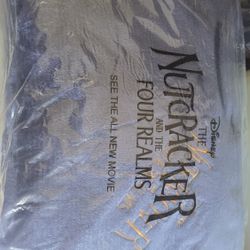 Disney
THE
NUTCRACKER
AND THE
FOUR REALMS
SEE THE ALL NEW MOVIE